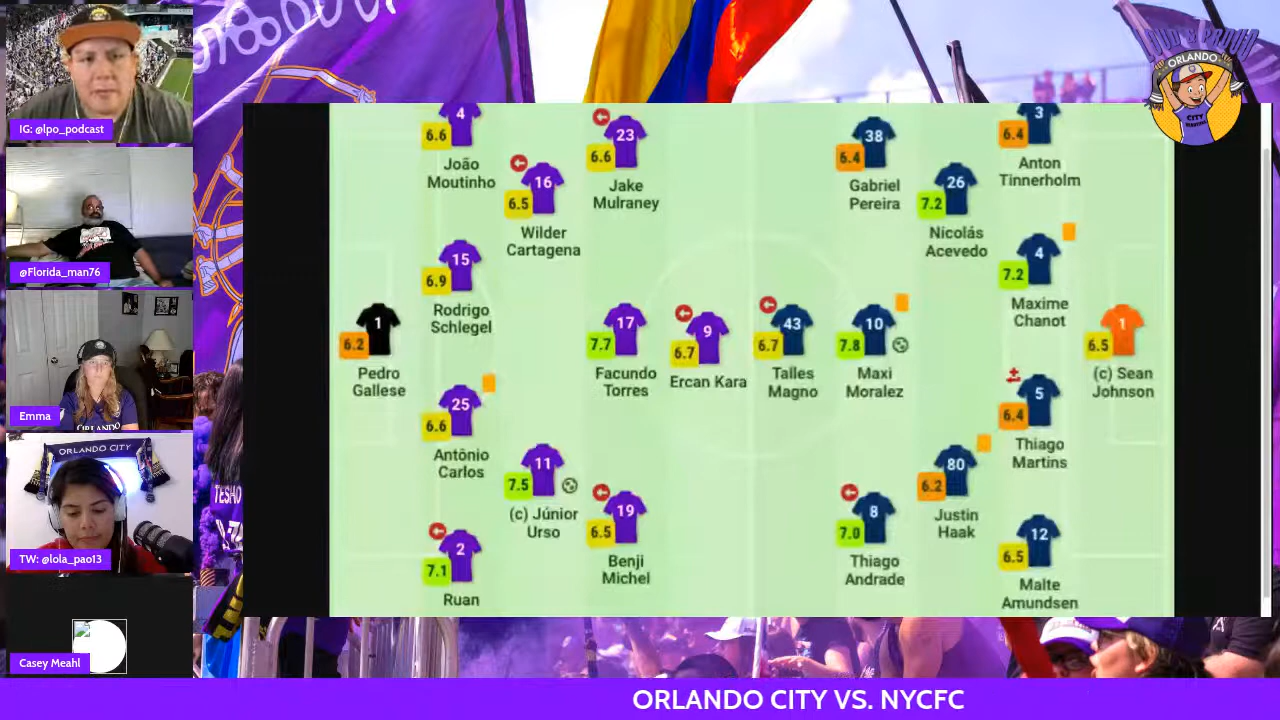 IG: @lpo_podcast
@Florida_man76
Emma
ORLANDO CITY
TW: @lola_pao13
Casey Meahl
ORLANDO
CITY
4
6.6
João
Moutinho
16
6.5
Wilder
Cartagena
23
6.6
Jake
Mulraney
15
6.9
Rodrigo
Schlegel
1
6.2
Pedro
Gallese
17
7.7
Facundo
Torres
9
6.7
Ercan Kara
25
6.6
Antônio
Carlos
11
7.5
(c) Júnior
Urso
19
6.5
Benji
Michel
2
7.1
Ruan
38
6.4
Gabriel
Pereira
26
7.2
Nicolás
Acevedo
3
6.4
Anton
Tinnerholm
4
7.2
Maxime
Chanot
43
6.7
Talles
Magno
10
7.8
Maxi
Moralez
1
6.5
(c) Sean
Johnson
5
6.4
Thiago
Martins
80
6.2
Justin
Haak
8
7.0
Thiago
Andrade
12
6.5
Malte
Amundsen
ORLANDO CITY VS. NYCFC